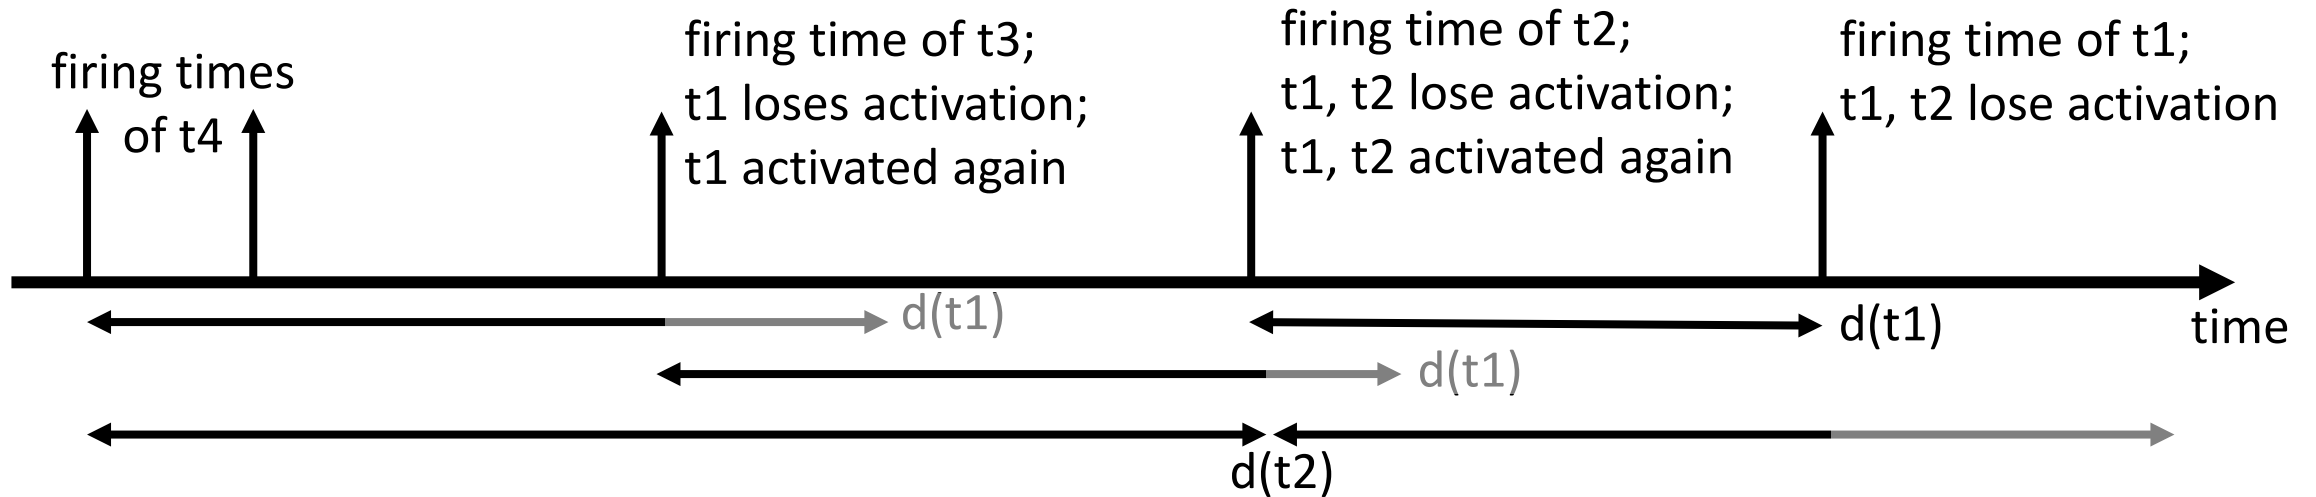 firing times
of t4
firing time of t3;
t1 loses activation;
t1 activated again
firing time of t2;
t1, t2 lose activation;
t1, t2 activated again
firing time of t1;
t1, t2 lose activation
d(t1)
d(t1)
time
d(t1)
d(t2)